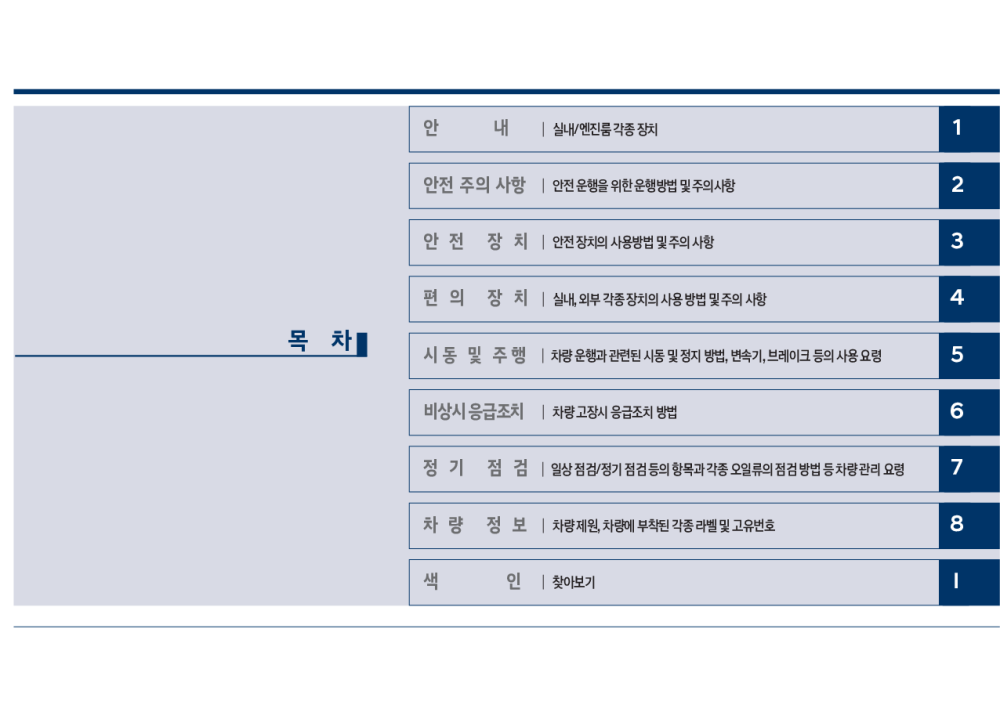 목 차
안 내 | 실내/엔진룸 각종 장치 1
안전 주의 사항 | 안전 운행을 위한 운행방법 및 주의사항 2
안 전 장 치 | 안전 장치의 사용방법 및 주의 사항 3
편 의 장 치 | 실내, 외부 각종 장치의 사용 방법 및 주의 사항 4
시 동 및 주 행 | 차량 운행과 관련된 시동 및 정지 방법, 변속기, 브레이크 등의 사용 요령 5
비상시 응급조치 | 차량 고장시 응급조치 방법 6
정 기 점 검 | 일상 점검/정기 점검 등의 항목과 각종 오일류의 점검 방법 등 차량 관리 요령 7
차 량 정 보 | 차량 제원, 차량에 부착된 각종 라벨 및 고유번호 8
색 인 | 찾아보기 I